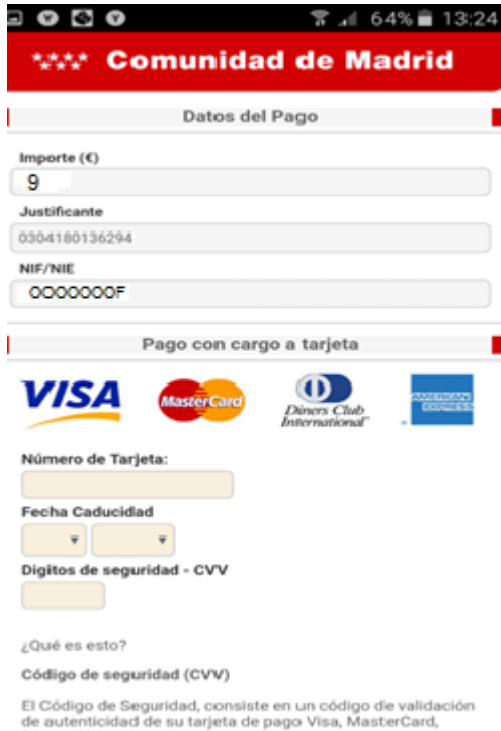 64% 13:24
Comunidad de Madrid
Datos del Pago
Importe (€)
9
Justificante
0304180136294
NIF/NIE
0000000F
Pago con cargo a tarjeta
VISA MasterCard Diners Club International AMERICAN EXPRESS
Número de Tarjeta:
Fecha Caducidad
Digitos de seguridad - CVV
¿Qué es esto?
Código de seguridad (CVV)
El Código de Seguridad, consiste en un código de validación
de autenticidad de su tarjeta de pago Visa, MasterCard,